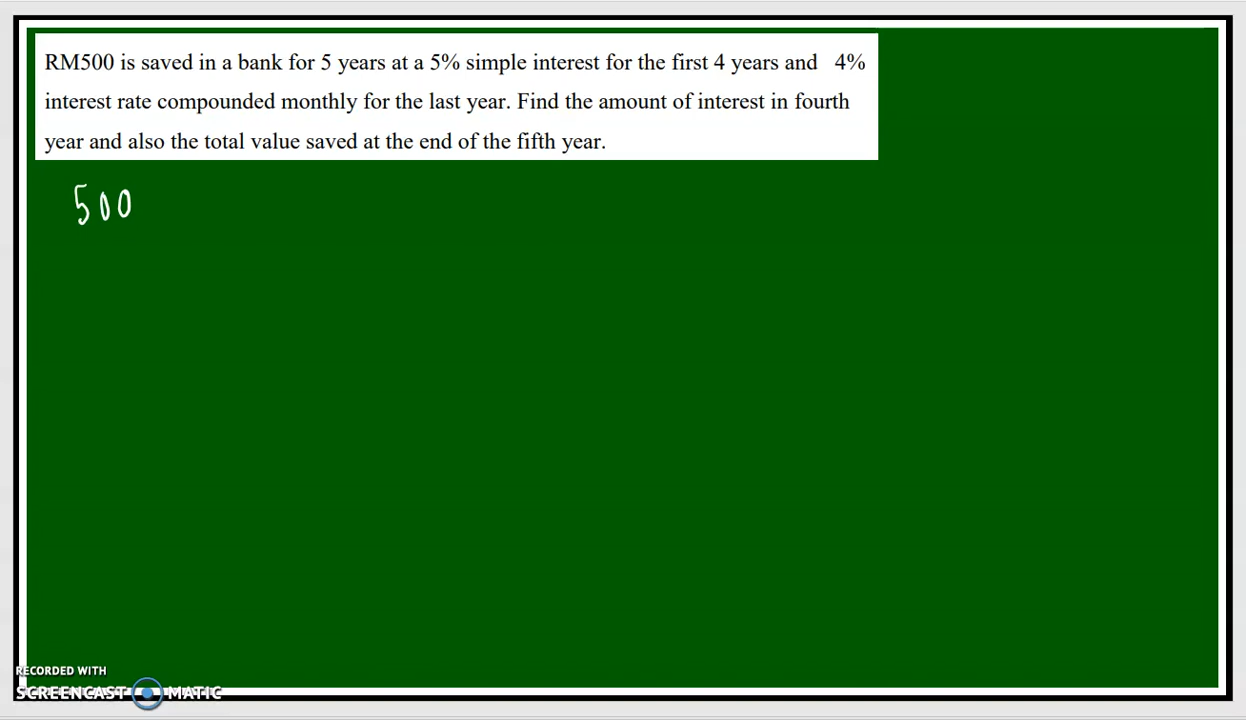 RM500 is saved in a bank for 5 years at a 5% simple interest for the first 4 years and 4%
interest rate compounded monthly for the last year. Find the amount of interest in fourth
year and also the total value saved at the end of the fifth year.
500
RECORDED WITH
SCREENCAST MATIC